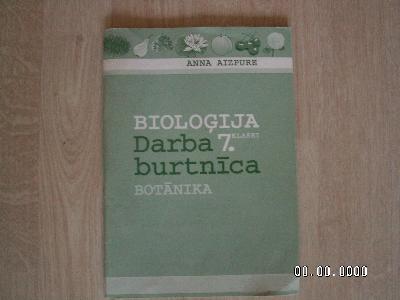 ANNA AIZPURE
BIOLOĢIJA
Darba 7. KLASEI
burtnīca
BOTĀNIKA
00.00.0000